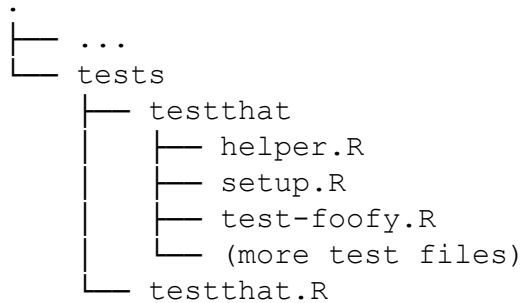 .
├── ...
└── tests
    ├── testthat
    │   ├── helper.R
    │   ├── setup.R
    │   ├── test-foofy.R
    │   └── (more test files)
    └── testthat.R